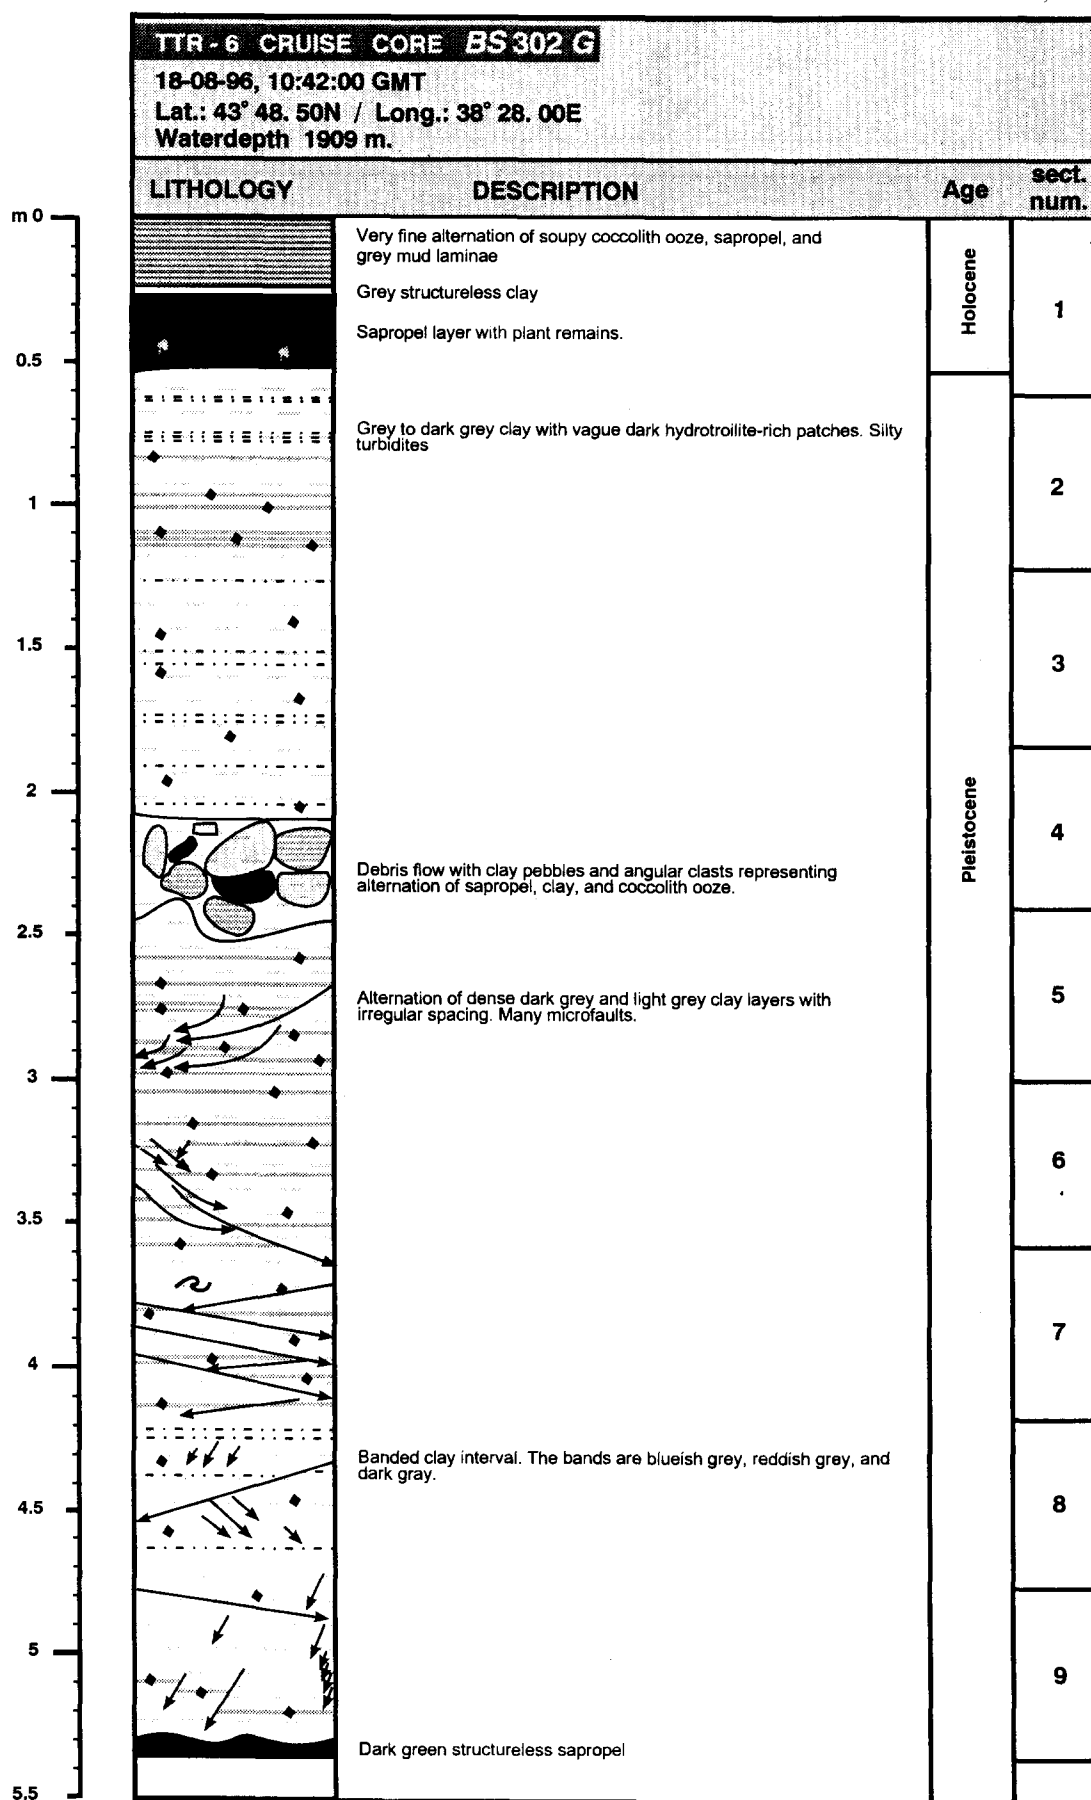 TTR - 6 CRUISE CORE BS 302 G
18-08-96, 10:42:00 GMT
Lat.: 43° 48. 50N / Long.: 38° 28. 00E
Waterdepth 1909 m.
LITHOLOGY
DESCRIPTION
Age
sect.
num.
m 0
Very fine alternation of soupy coccolith ooze, sapropel, and
grey mud laminae
Grey structureless clay
Holocene
1
Sapropel layer with plant remains.
0.5
Grey to dark grey clay with vague dark hydrotroilite-rich patches. Silty
turbidites
2
1
1.5
3
2
Pleistocene
4
Debris flow with clay pebbles and angular clasts representing
alternation of sapropel, clay, and coccolith ooze.
2.5
5
Alternation of dense dark grey and light grey clay layers with
irregular spacing. Many microfaults.
3
6
3.5
7
4
Banded clay interval. The bands are blueish grey, reddish grey, and
dark gray.
4.5
8
5
9
Dark green structureless sapropel
5.5